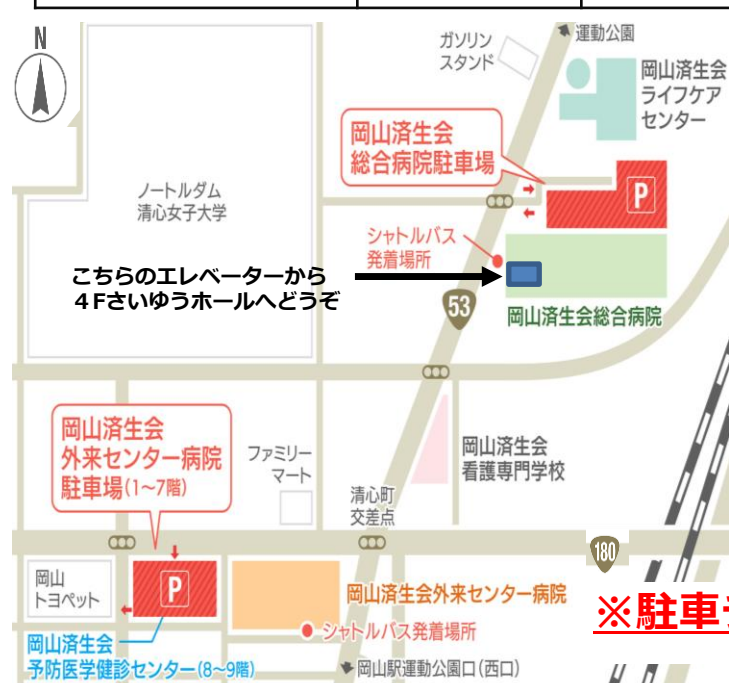 N
ガソリン
スタンド
運動公園
岡山済生会
ライフケア
センター
岡山済生会
総合病院駐車場
P
ノートルダム
清心女子大学
シャトルバス
発着場所
こちらのエレベーターから
４Fさいゆうホールへどうぞ
53
岡山済生会総合病院
岡山済生会
外来センター病院
駐車場(1~7階)
ファミリー
マート
岡山済生会
看護専門学校
清心町
交差点
180
岡山
トヨペット
P
岡山済生会外来センター病院
※駐車
シャトルバス発着場所
岡山済生会
予防医学健診センター(8~9階)
岡山駅運動公園口(西口)